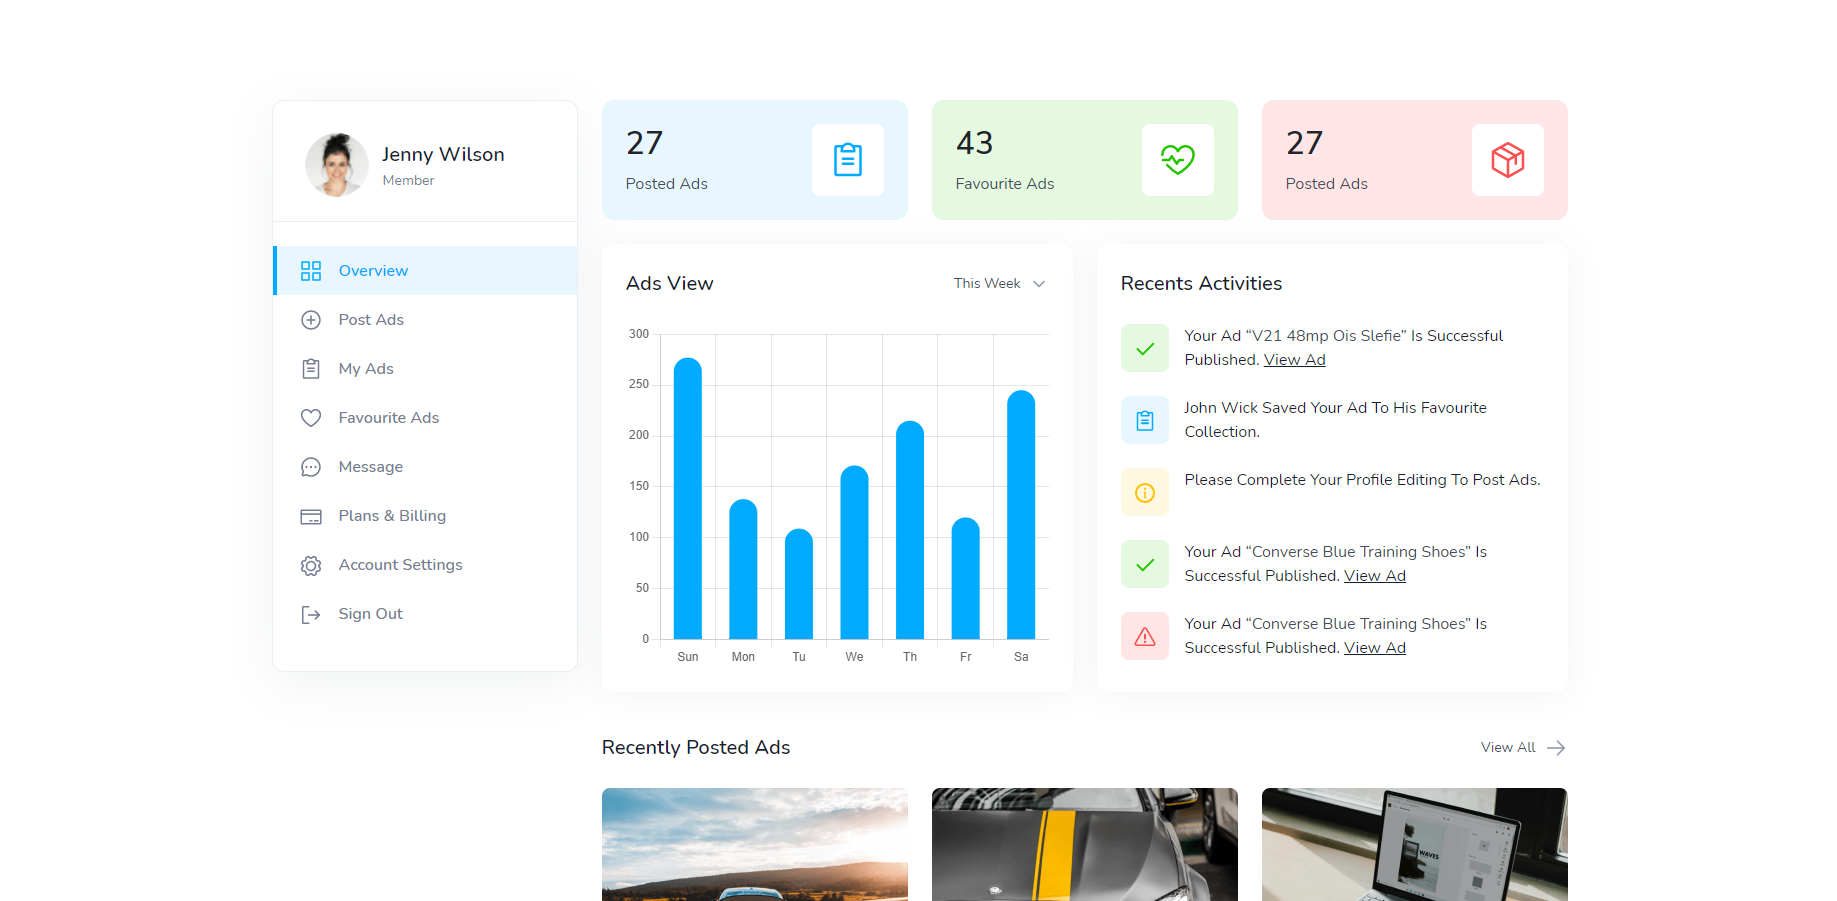 Jenny Wilson
Member
Overview
Post Ads
My Ads
Favourite Ads
Message
Plans & Billing
Account Settings
Sign Out
27
Posted Ads
43
Favourite Ads
27
Posted Ads
Ads View
This Week
300
250
200
150
100
50
0
Sun Mon Tu We Th Fr Sa
Recents Activities
Your Ad “V21 48mp Ois Slefie” Is Successful
Published. View Ad
John Wick Saved Your Ad To His Favourite
Collection.
Please Complete Your Profile Editing To Post Ads.
Your Ad “Converse Blue Training Shoes” Is
Successful Published. View Ad
Your Ad “Converse Blue Training Shoes” Is
Successful Published. View Ad
Recently Posted Ads
View All
WAVES